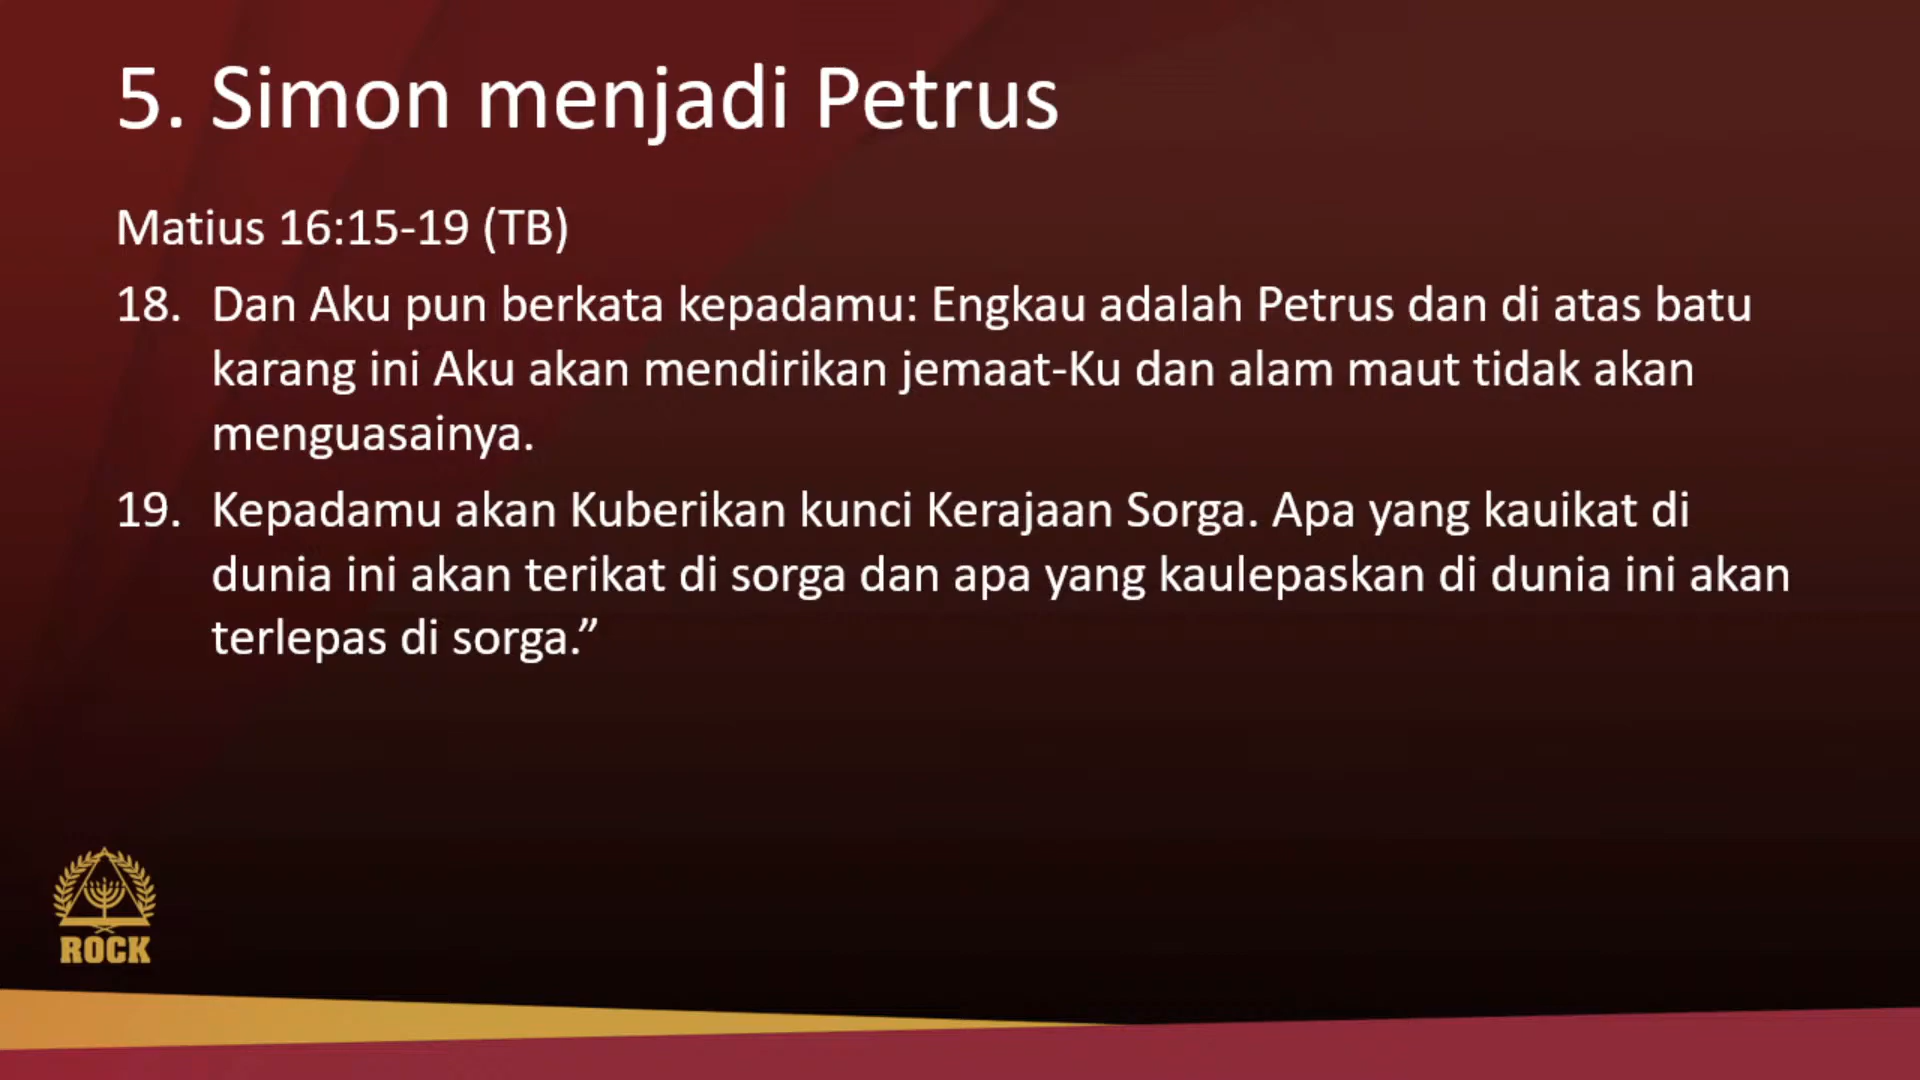 5. Simon menjadi Petrus
Matius 16:15-19 (TB)
18. Dan Aku pun berkata kepadamu: Engkau adalah Petrus dan di atas batu
karang ini Aku akan mendirikan jemaat-Ku dan alam maut tidak akan
menguasainya.
19. Kepadamu akan Kuberikan kunci Kerajaan Sorga. Apa yang kauikat di
dunia ini akan terikat di sorga dan apa yang kaulepaskan di dunia ini akan
terlepas di sorga.”
ROCK